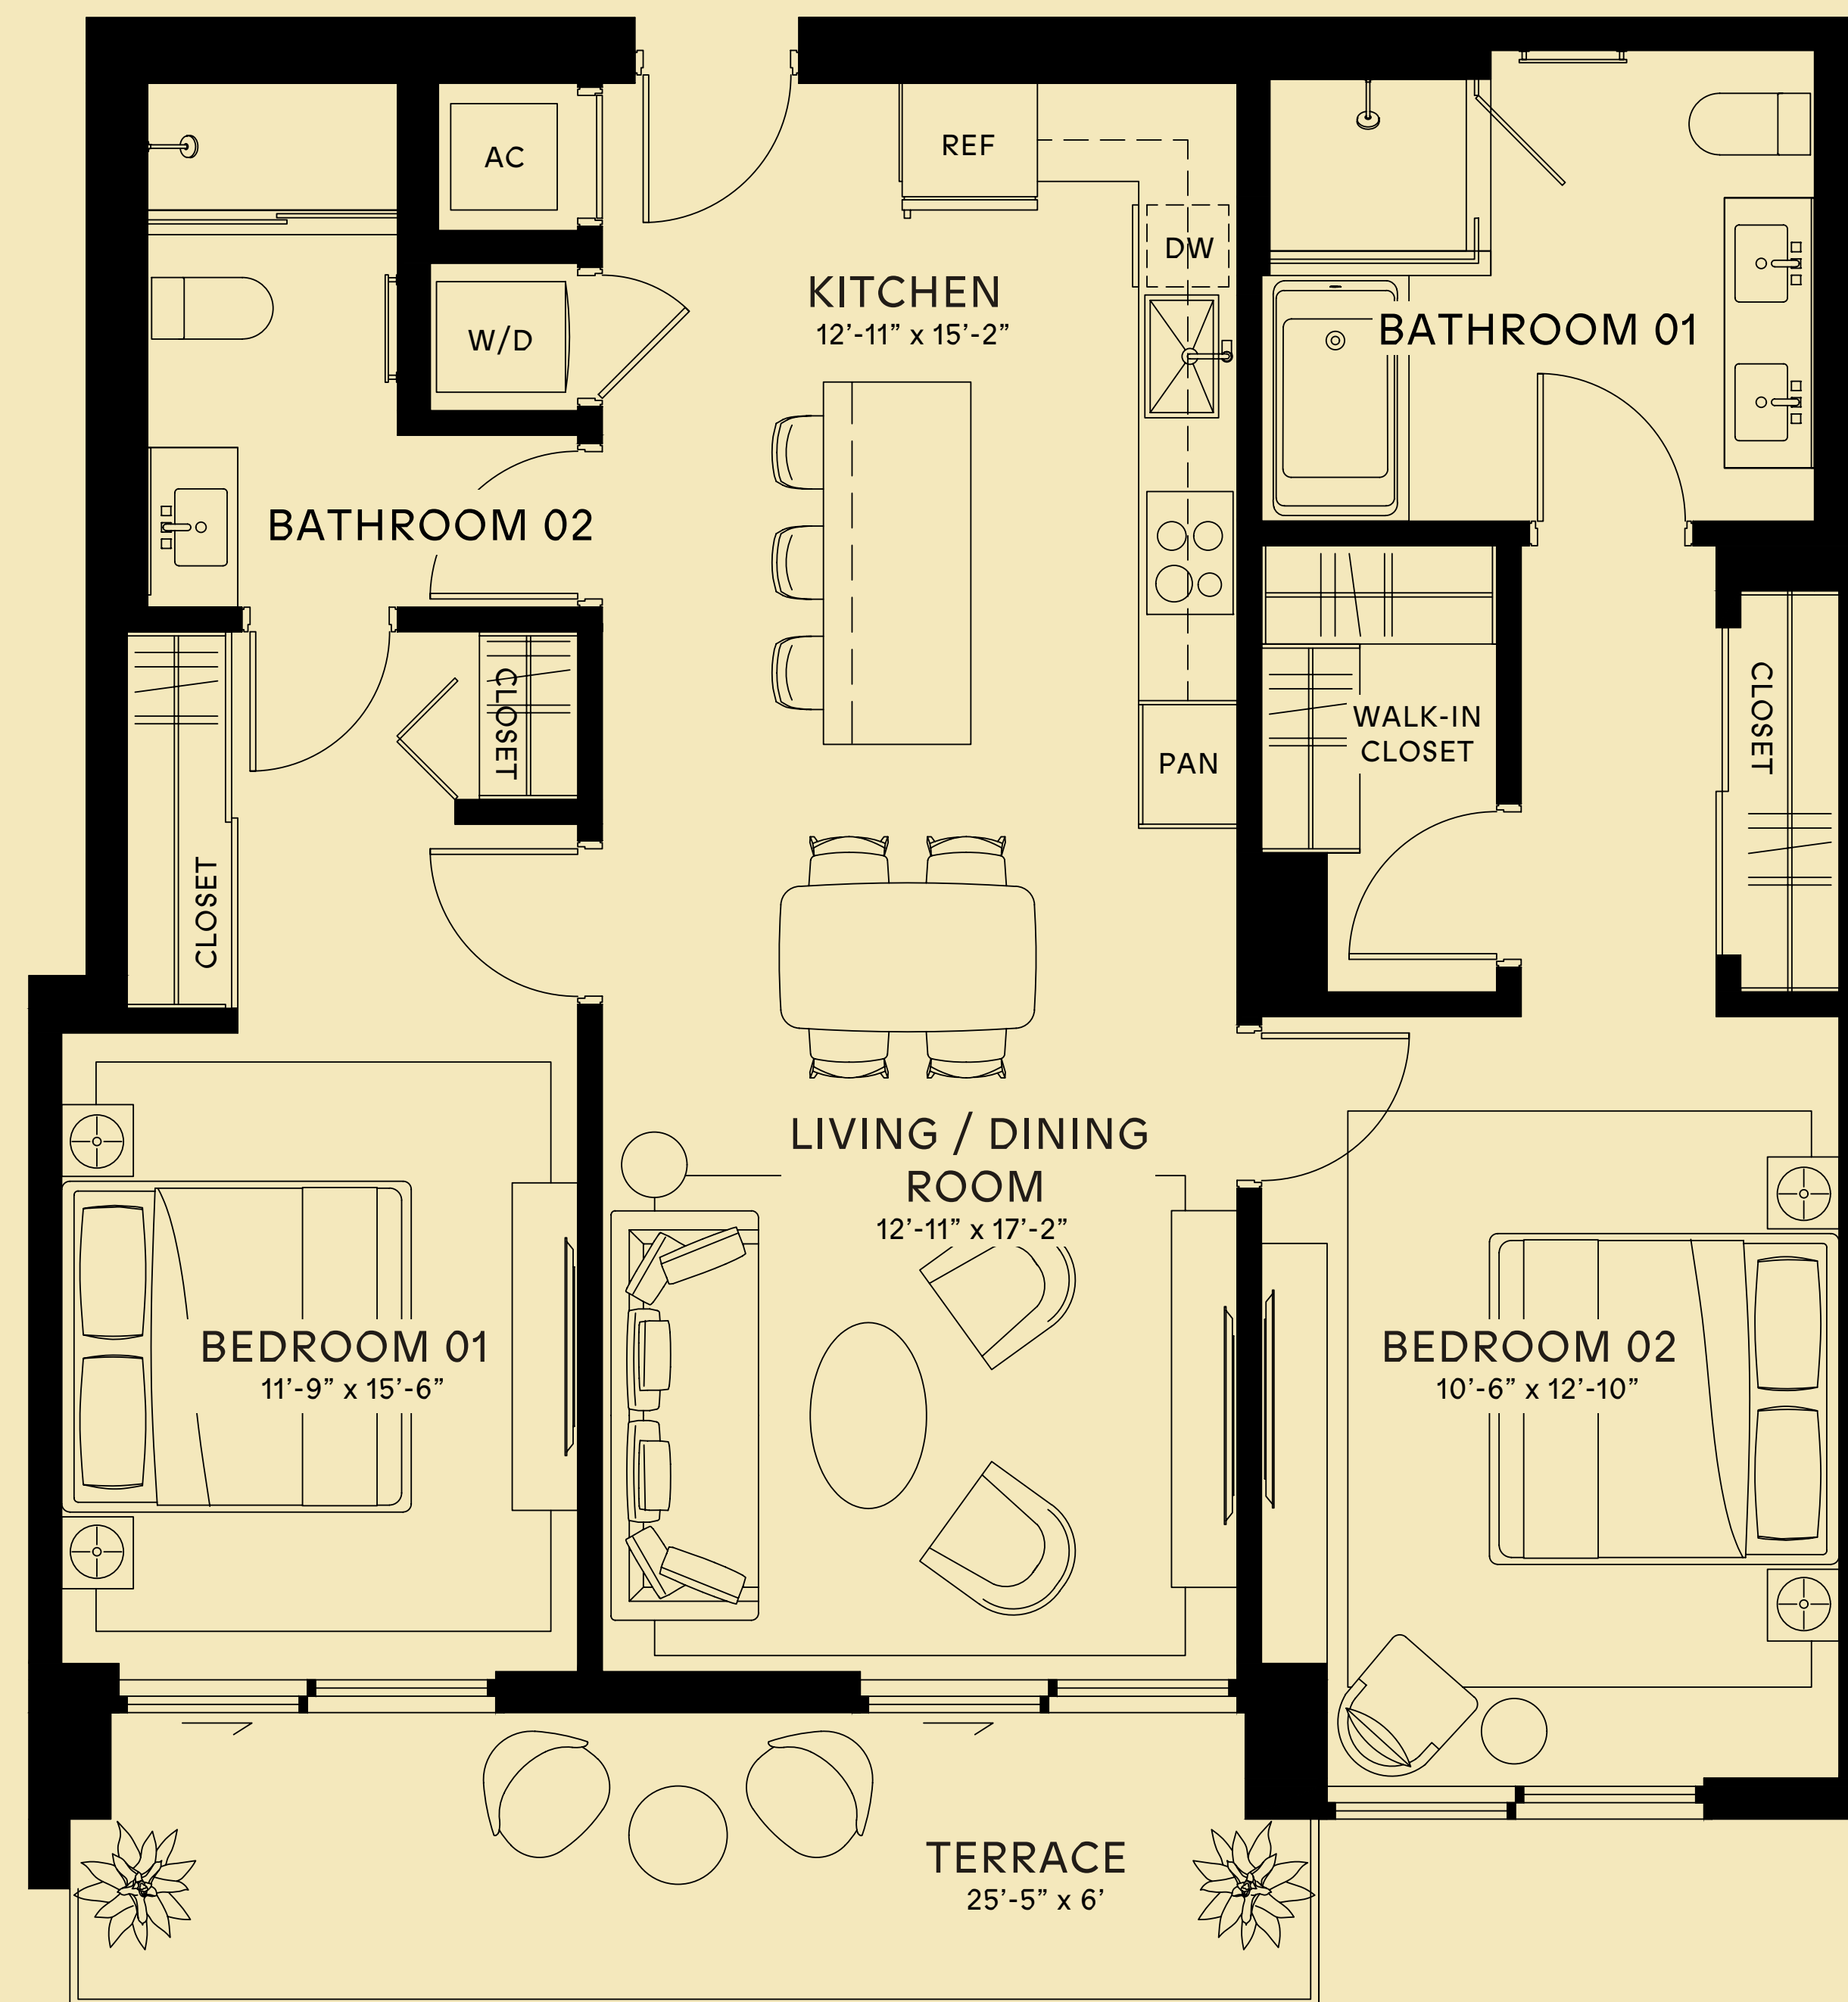 AC
REF
DW
W/D
KITCHEN
12’-11” x 15’-2”
BATHROOM 01
BATHROOM 02
CLOSET
WALK-IN
CLOSET
CLOSET
PAN
CLOSET
LIVING / DINING
ROOM
12’-11” x 17’-2”
BEDROOM 01
11’-9” x 15’-6”
BEDROOM 02
10’-6” x 12’-10”
TERRACE
25’-5” x 6’